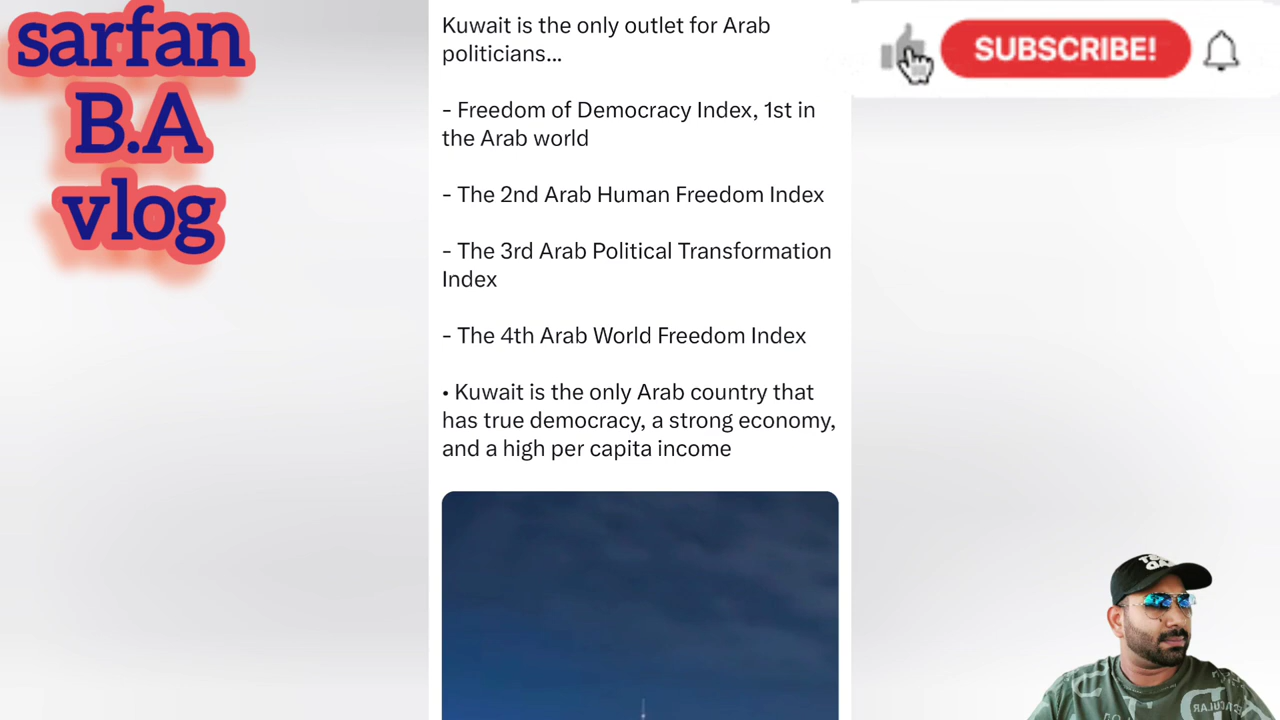 sarfan
B.A
vlog
Kuwait is the only outlet for Arab
politicians...
- Freedom of Democracy Index, 1st in
the Arab world
- The 2nd Arab Human Freedom Index
- The 3rd Arab Political Transformation
Index
- The 4th Arab World Freedom Index
• Kuwait is the only Arab country that
has true democracy, a strong economy,
and a high per capita income
SUBSCRIBE!